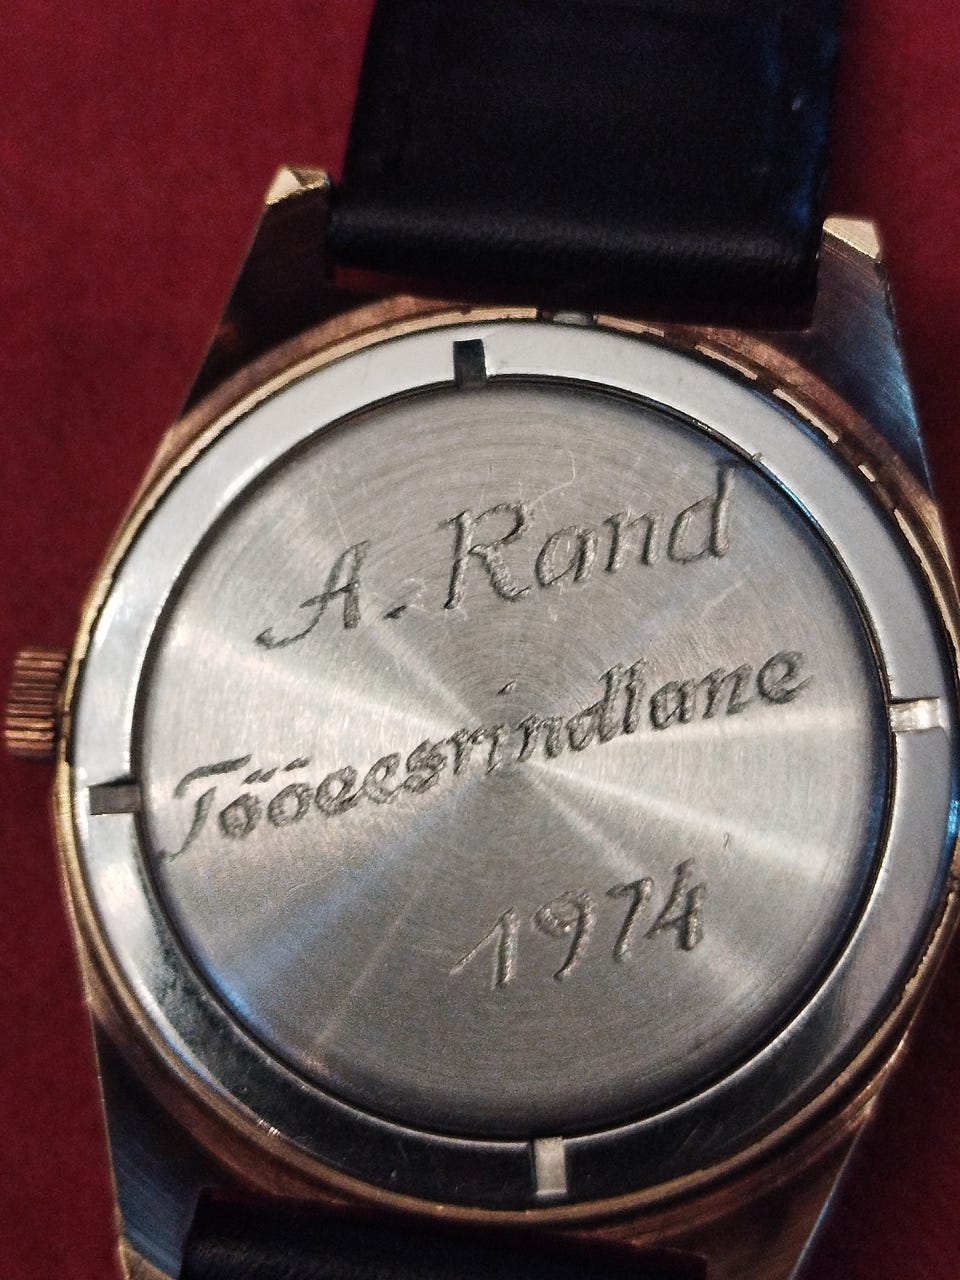 A. Rand
Tööeesrindlane
1974